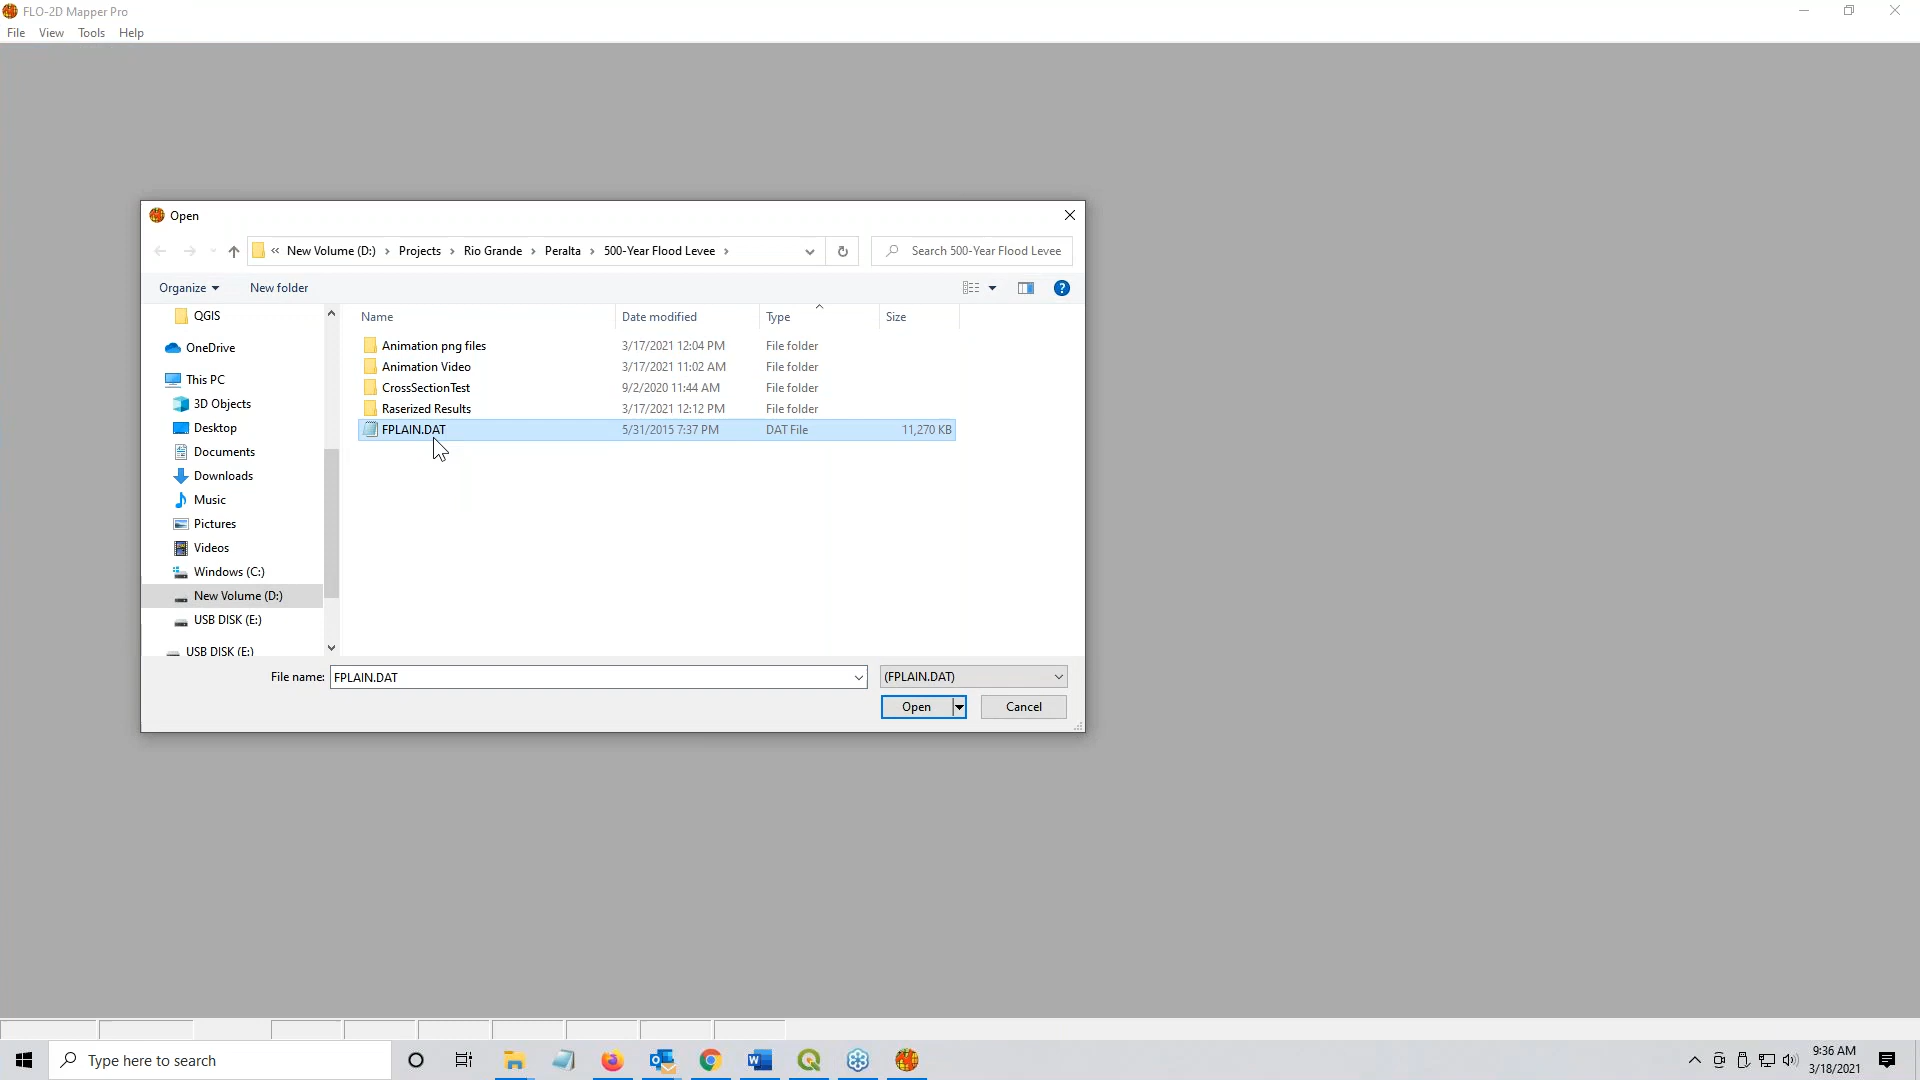 FLO-2D Mapper Pro
File View Tools Help
Open
« New Volume (D:) › Projects › Rio Grande › Peralta › 500-Year Flood Levee ›
Search 500-Year Flood Levee
Organize New folder
Name Date modified Type Size
QGIS
OneDrive
This PC
3D Objects
Desktop
Documents
Downloads
Music
Pictures
Videos
Windows (C:)
New Volume (D:)
USB DISK (E:)
USB DISK (E:)
Animation png files 3/17/2021 12:04 PM File folder
Animation Video 3/17/2021 11:02 AM File folder
CrossSectionTest 9/2/2020 11:44 AM File folder
Raserized Results 3/17/2021 12:12 PM File folder
FPLAIN.DAT 5/31/2015 7:37 PM DAT File 11,270 KB
File name: FPLAIN.DAT (FPLAIN.DAT)
Open Cancel
Type here to search
9:36 AM
3/18/2021